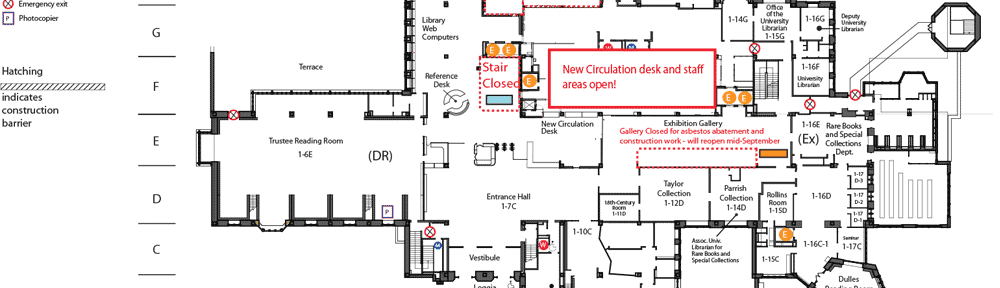 Emergency exit
P
Photocopier
Hatching
indicates
construction
barrier
G
F
E
D
C
Terrace
Library
Web
Computers
Reference
Desk
Stair
Closed
E
E
E
New Circulation desk and staff
areas open!
M
E
E
1-14G
Office
of the
University
Librarian
1-15G
1-16G
Deputy
University
Librarian
1-16F
University
Librarian
Trustee Reading Room
1-6E
(DR)
P
New Circulation
Desk
Exhibition Gallery
Gallery Closed for asbestos abatement and
construction work - will reopen mid-September
1-16E
(Ex)
Rare Books
and Special
Collections
Dept.
Entrance Hall
1-7C
18th-Century
Room
1-11D
Taylor
Collection
1-12D
Parrish
Collection
1-14D
Rollins
Room
1-15D
1-16D
1-17
D-3
1-17
D-2
1-17
D-1
M
Vestibule
Loggia
W
1-10C
Assoc. Univ.
Librarian for
Rare Books and
Special Collections
E
1-15C
1-16C-1
Seminar
1-17C
Dulles
Reading Room